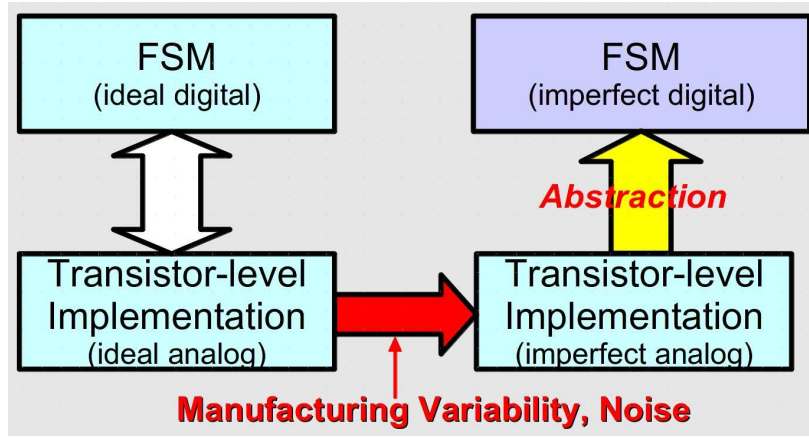 FSM
(ideal digital)
FSM
(imperfect digital)
Abstraction
Transistor-level
Implementation
(ideal analog)
Transistor-level
Implementation
(imperfect analog)
Manufacturing Variability, Noise